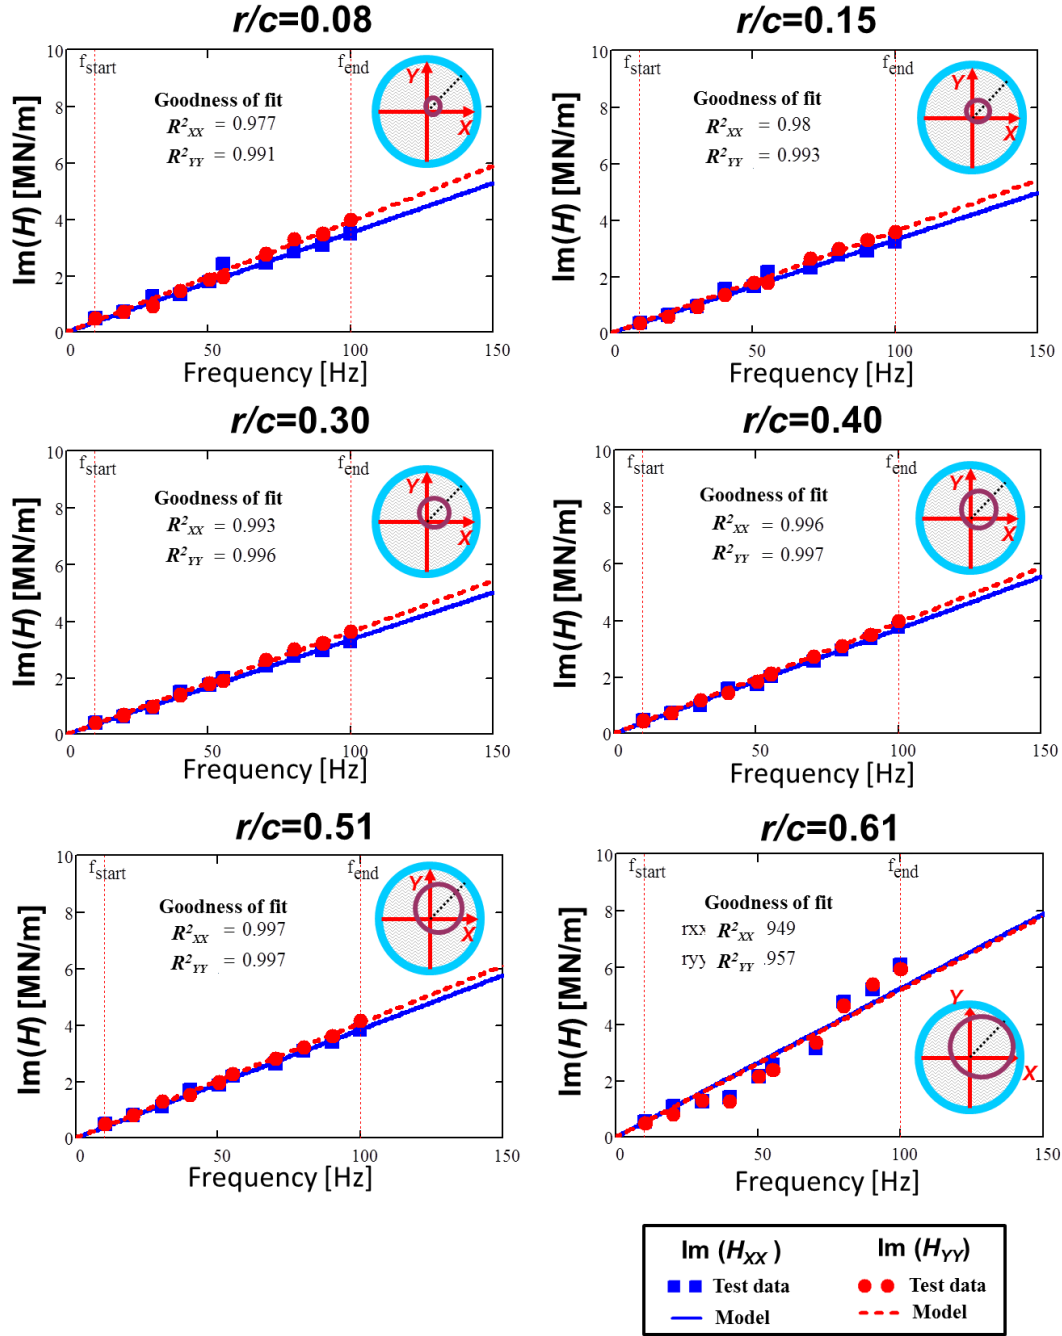 r/c=0.08
10
8
6
4
2
0
Im(H) [MN/m]
f_start
f_end
Goodness of fit
R²_XX = 0.977
R²_YY = 0.991
Y
X
0 50 100 150
Frequency [Hz]
r/c=0.15
10
8
6
4
2
0
Im(H) [MN/m]
f_start
f_end
Goodness of fit
R²_XX = 0.98
R²_YY = 0.993
Y
X
0 50 100 150
Frequency [Hz]
r/c=0.30
10
8
6
4
2
0
Im(H) [MN/m]
f_start
f_end
Goodness of fit
R²_XX = 0.993
R²_YY = 0.996
Y
X
0 50 100 150
Frequency [Hz]
r/c=0.40
10
8
6
4
2
0
Im(H) [MN/m]
f_start
f_end
Goodness of fit
R²_XX = 0.996
R²_YY = 0.997
Y
X
0 50 100 150
Frequency [Hz]
r/c=0.51
10
8
6
4
2
0
Im(H) [MN/m]
f_start
f_end
Goodness of fit
R²_XX = 0.997
R²_YY = 0.997
Y
X
0 50 100 150
Frequency [Hz]
r/c=0.61
10
8
6
4
2
0
Im(H) [MN/m]
f_start
f_end
Goodness of fit
R²_XX 949
R²_YY .957
Y
X
0 50 100 150
Frequency [Hz]
Im (H_XX) Im (H_YY)
Test data Test data
Model Model